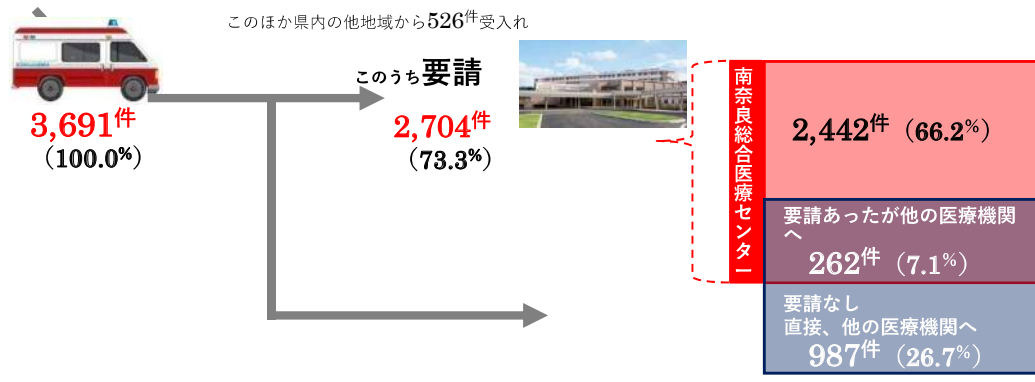 このほか県内の他地域から526件受入れ
このうち要請
3,691件
(100.0%)
2,704件
(73.3%)
南奈良総合医療センター
2,442件 (66.2%)
要請あったが他の医療機関
へ
262件 (7.1%)
要請なし
直接、他の医療機関へ
987件 (26.7%)